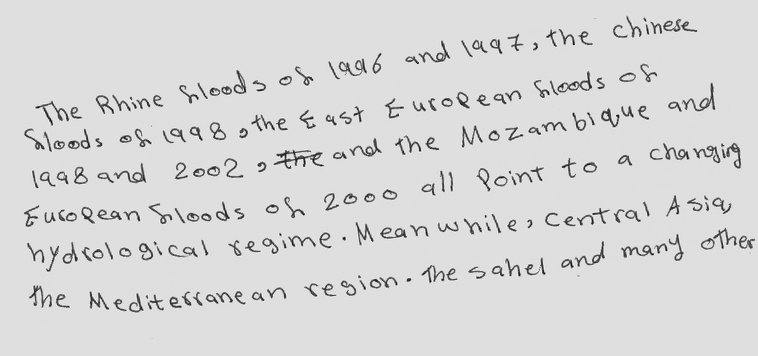 The Rhine floods of 1996 and 1997, the chinese
floods of 1998, the East European floods of
1998 and 2002, the and the Mozambique and
European floods of 2000 all Point to a changing
hydrological regime. Meanwhile, central Asia,
the Mediterranean region. The sahel and many other